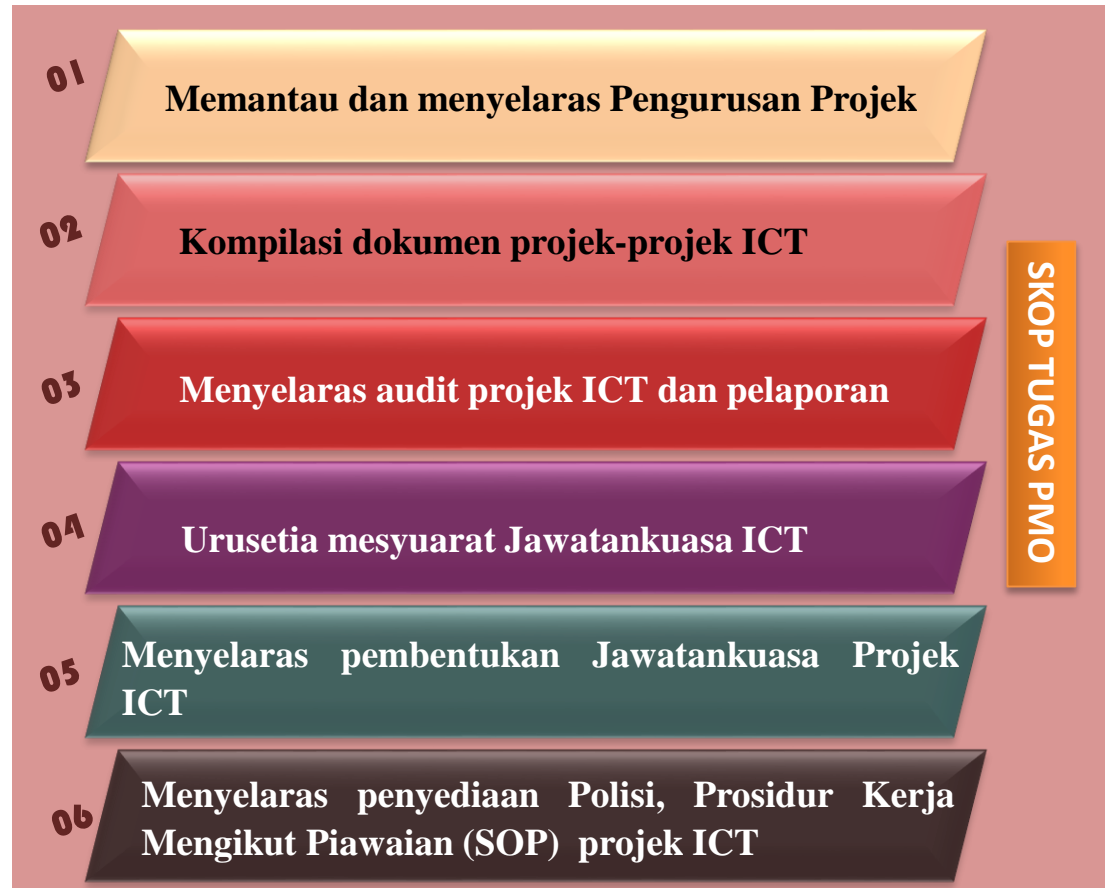 01
Memantau dan menyelaras Pengurusan Projek
02
Kompilasi dokumen projek-projek ICT
03
Menyelaras audit projek ICT dan pelaporan
04
Urusetia mesyuarat Jawatankuasa ICT
05
Menyelaras pembentukan Jawatankuasa Projek
ICT
06
Menyelaras penyediaan Polisi, Prosidur Kerja
Mengikut Piawaian (SOP) projek ICT
SKOP TUGAS PMO